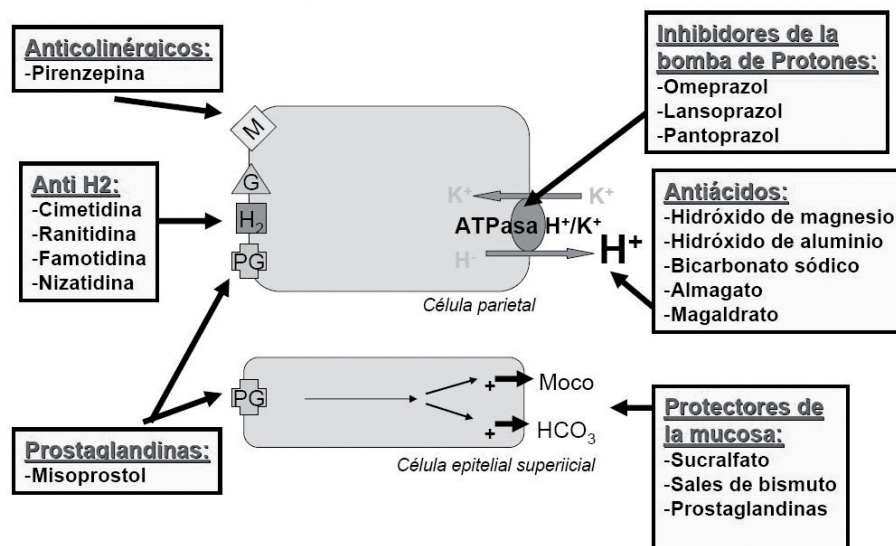 Anticolinérgicos:
-Pirenzepina
Anti H2:
-Cimetidina
-Ranitidina
-Famotidina
-Nizatidina
Prostaglandinas:
-Misoprostol
M
G
H₂
PG
K⁺
K⁺
ATPasa H⁺/K⁺
H⁻
H⁺
Célula parietal
PG
+
Moco
+
HCO₃
Célula epitelial superiicial
Inhibidores de la
bomba de Protones:
-Omeprazol
-Lansoprazol
-Pantoprazol
Antiácidos:
-Hidróxido de magnesio
-Hidróxido de aluminio
-Bicarbonato sódico
-Almagato
-Magaldrato
Protectores de
la mucosa:
-Sucralfato
-Sales de bismuto
-Prostaglandinas